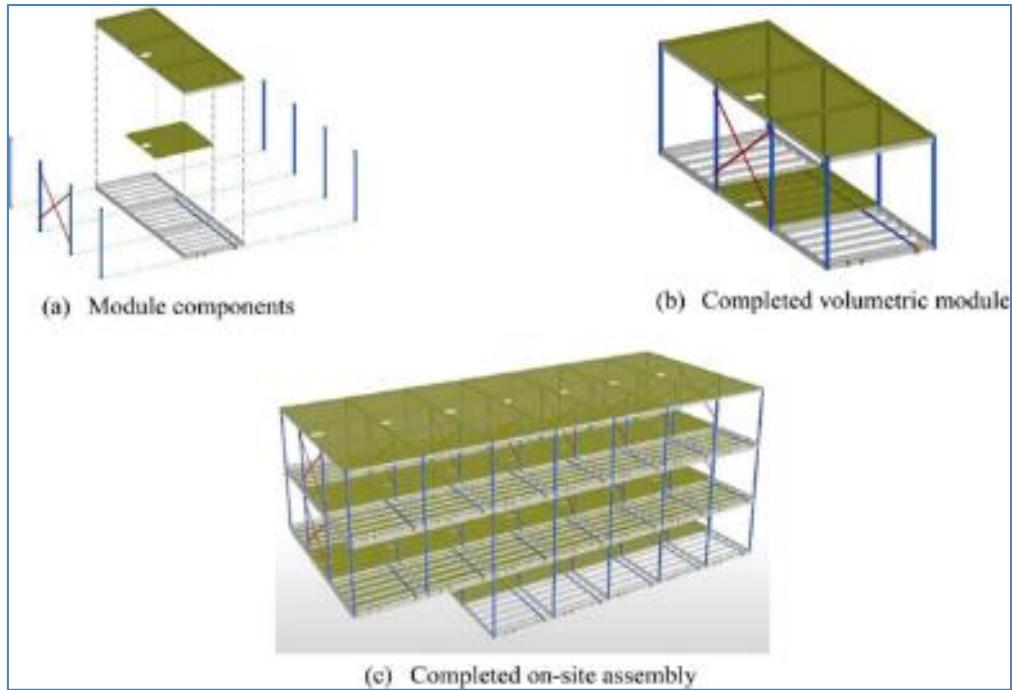 (a) Module components
(b) Completed volumetric module
(c) Completed on-site assembly